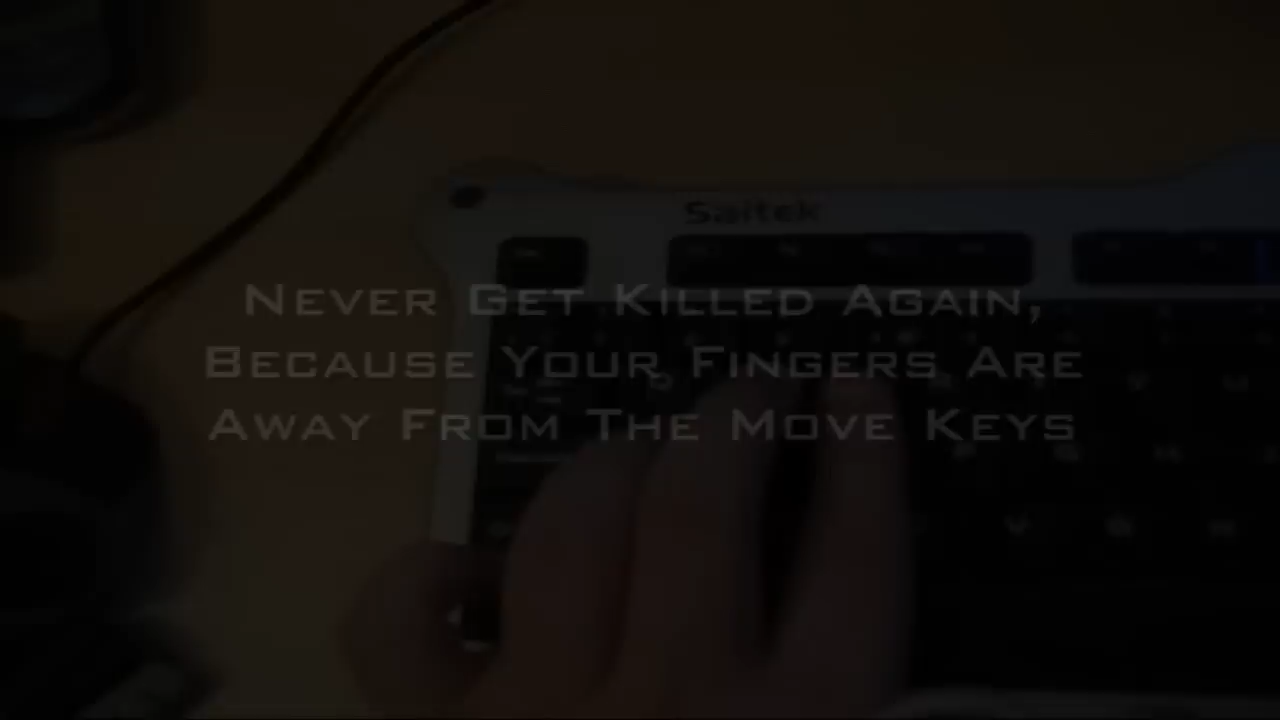 Saitek
Never Get Killed Again,
Because Your Fingers Are
Away From The Move Keys